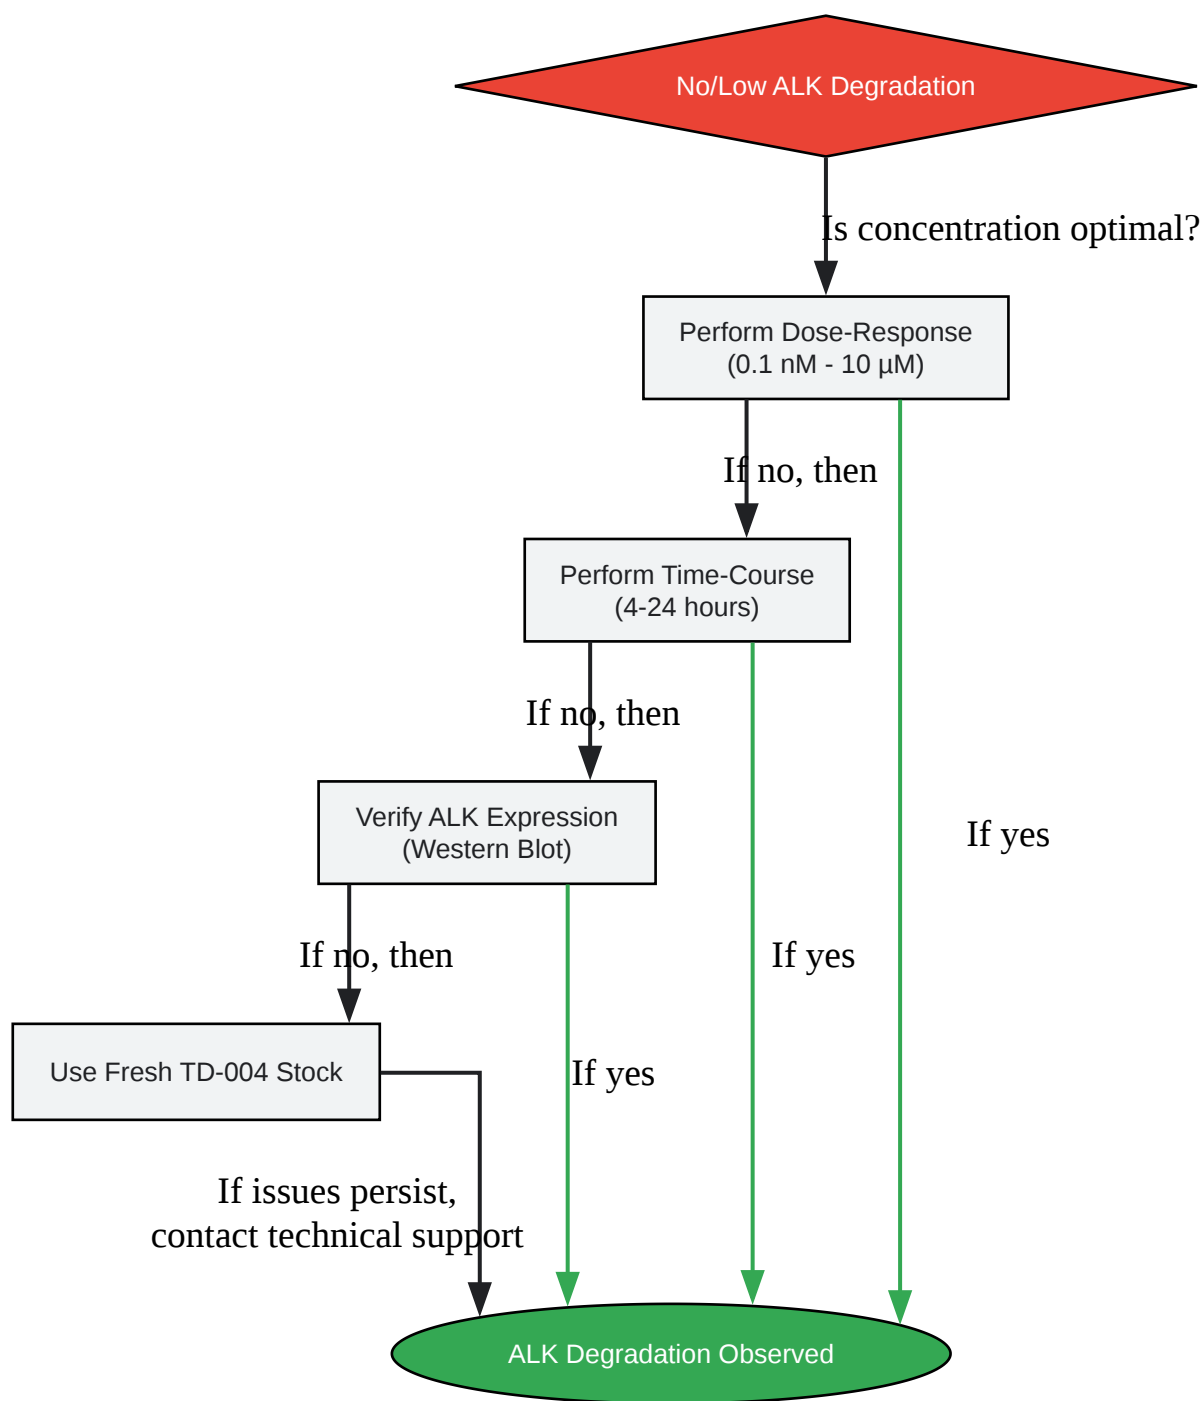 No/Low ALK Degradation
Is concentration optimal?
Perform Dose-Response
(0.1 nM - 10 µM)
If no, then
Perform Time-Course
(4-24 hours)
If no, then
Verify ALK Expression
(Western Blot)
If yes
If no, then
If yes
Use Fresh TD-004 Stock
If yes
If issues persist,
contact technical support
ALK Degradation Observed